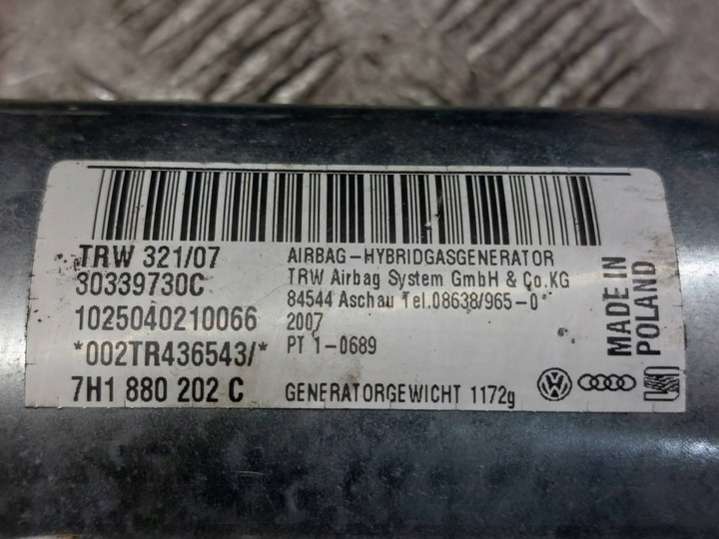 TRW 321/07
30339730C
1025040210066
*002TR436543/*
7H1 880 202 C
AIRBAG-HYBRIDGASGENERATOR
TRW Airbag System GmbH & Co.KG
84544 Aschau Tel.08638/965-0
2007
PT 1-0689
GENERATORGEWICHT 1172g
MADE IN
POLAND